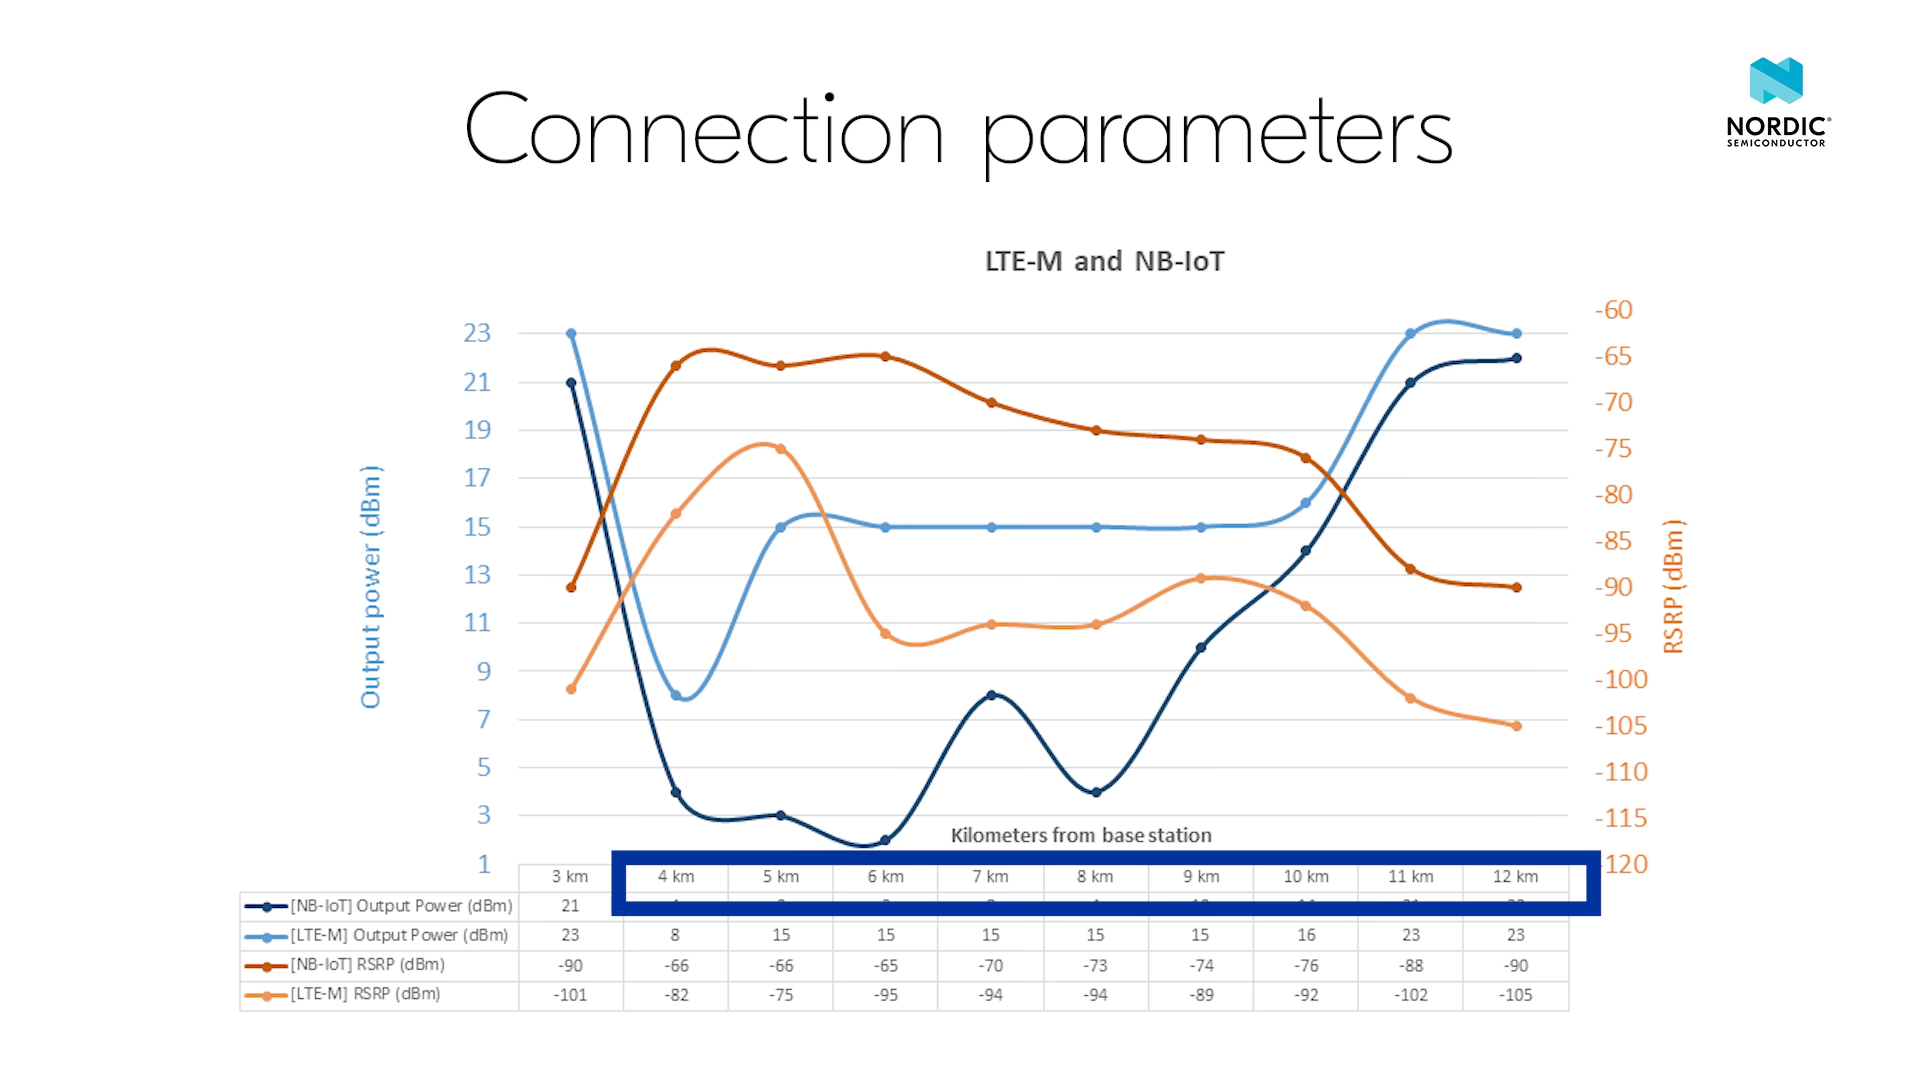 Connection parameters
NORDIC®
SEMICONDUCTOR
LTE-M and NB-IoT
Output power (dBm)
23
21
19
17
15
13
11
9
7
5
3
1
-60
-65
-70
-75
-80
-85
-90
-95
-100
-105
-110
-115
120
RSRP (dBm)
Kilometers from base station
3 km 4 km 5 km 6 km 7 km 8 km 9 km 10 km 11 km 12 km
[NB-IoT] Output Power (dBm) 21
[LTE-M] Output Power (dBm) 23 8 15 15 15 15 15 16 23 23
[NB-IoT] RSRP (dBm) -90 -66 -66 -65 -70 -73 -74 -76 -88 -90
[LTE-M] RSRP (dBm) -101 -82 -75 -95 -94 -94 -89 -92 -102 -105